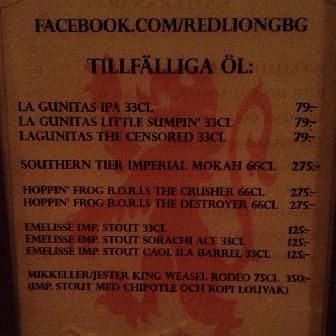 FACEBOOK.COM/REDLIONGBG
TILLFÄLLIGA ÖL:
LA GUNITAS IPA 33CL 79:-
LA GUNITAS LITTLE SUMPIN' 33CL 79:-
LAGUNITAS THE CENSORED 33CL 79:-
SOUTHERN TIER IMPERIAL MOKAH 66CL 275:-
HOPPIN' FROG B.O.R.I.S THE CRUSHER 66CL 275:-
HOPPIN' FROG B.O.R.I.S THE DESTROYER 66CL 275:-
EMELISSE IMP. STOUT 33CL 125:-
EMELISSE IMP. STOUT SORACHI ACE 33CL 125:-
EMELISSE IMP. STOUT CAOL ILA BARREL 33CL 125:-
MIKKELLER/JESTER KING WEASEL RODEO 75CL 350:-
(IMP. STOUT MED CHIPOTLE OCH KOPI LOUVAK)